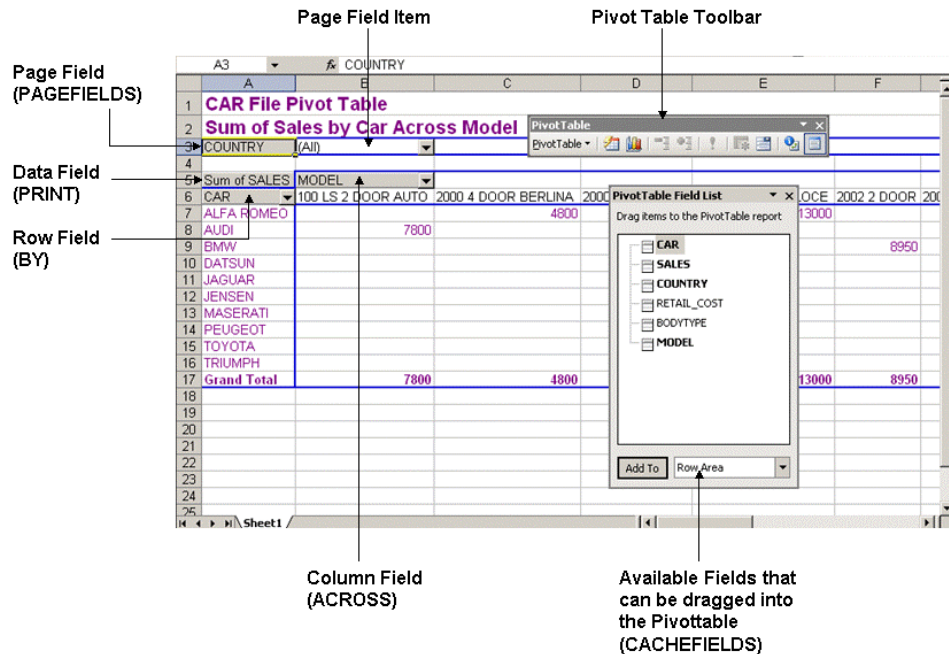 Page Field Item
Pivot Table Toolbar
Page Field
(PAGEFIELDS)
Data Field
(PRINT)
Row Field
(BY)
A3 fx COUNTRY
A B C D E F
1 CAR File Pivot Table
2 Sum of Sales by Car Across Model
3 COUNTRY (All)
4
5 Sum of SALES MODEL
6 CAR 100 LS 2 DOOR AUTO 2000 4 DOOR BERLINA 2000 LOCE 2002 2 DOOR 200
7 ALFA ROMEO 4800 13000
8 AUDI 7800
9 BMW 8950
10 DATSUN
11 JAGUAR
12 JENSEN
13 MASERATI
14 PEUGEOT
15 TOYOTA
16 TRIUMPH
17 Grand Total 7800 4800 13000 8950
18
19
20
21
22
23
24
25
Sheet1
PivotTable
PivotTable
PivotTable Field List
Drag items to the PivotTable report
CAR
SALES
COUNTRY
RETAIL_COST
BODYTYPE
MODEL
Add To Row Area
Column Field
(ACROSS)
Available Fields that
can be dragged into
the Pivottable
(CACHEFIELDS)